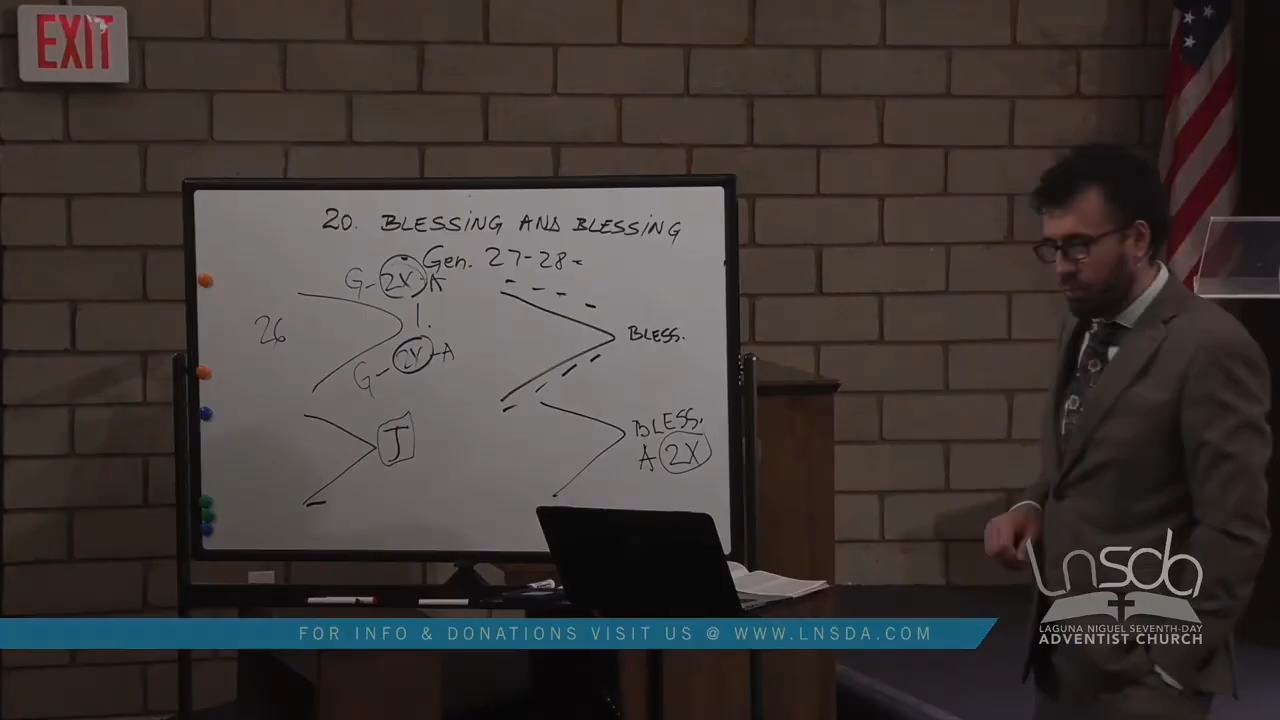 EXIT
20. BLESSING AND BLESSING
Gen. 27-28-
G-2X-A
26
1.
G-2X-A
BLESS.
J
BLESS.
A 2X
lnsda
LAGUNA NIGUEL SEVENTH-DAY
ADVENTIST CHURCH
FOR INFO & DONATIONS VISIT US @ WWW.LNSDA.COM